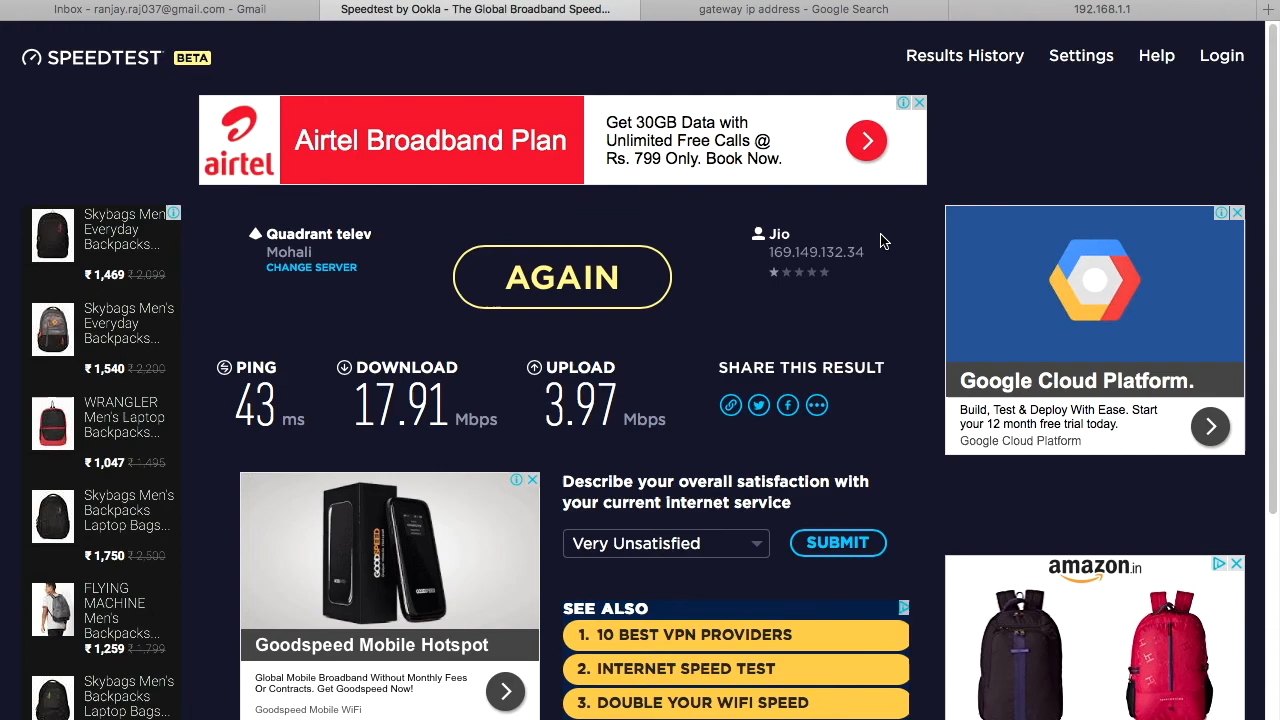 Inbox - ranjay.raj037@gmail.com - Gmail
Speedtest by Ookla - The Global Broadband Speed...
gateway ip address - Google Search
192.168.1.1
SPEEDTEST BETA
Results History
Settings
Help
Login
airtel
Airtel Broadband Plan
Get 30GB Data with
Unlimited Free Calls @
Rs. 799 Only. Book Now.
Skybags Men
Everyday
Backpacks...
₹ 1,469 ₹ 2,099
Skybags Men's
Everyday
Backpacks...
₹ 1,540 ₹ 2,200
WRANGLER
Men's Laptop
Backpacks...
₹ 1,047 ₹ 1,495
Skybags Men's
Backpacks
Laptop Bags...
₹ 1,750 ₹ 2,500
FLYING
MACHINE
Men's
Backpacks...
₹ 1,259 ₹ 1,799
Skybags Men's
Backpacks
Laptop Bags...
Quadrant telev
Mohali
CHANGE SERVER
AGAIN
Jio
169.149.132.34
PING
43 ms
DOWNLOAD
17.91 Mbps
UPLOAD
3.97 Mbps
SHARE THIS RESULT
GOODSPEED
GOODSPEED
Goodspeed Mobile Hotspot
Global Mobile Broadband Without Monthly Fees
Or Contracts. Get Goodspeed Now!
Goodspeed Mobile WiFi
Describe your overall satisfaction with
your current internet service
Very Unsatisfied
SUBMIT
SEE ALSO
1. 10 BEST VPN PROVIDERS
2. INTERNET SPEED TEST
3. DOUBLE YOUR WIFI SPEED
Google Cloud Platform.
Build, Test & Deploy With Ease. Start
your 12 month free trial today.
Google Cloud Platform
amazon.in